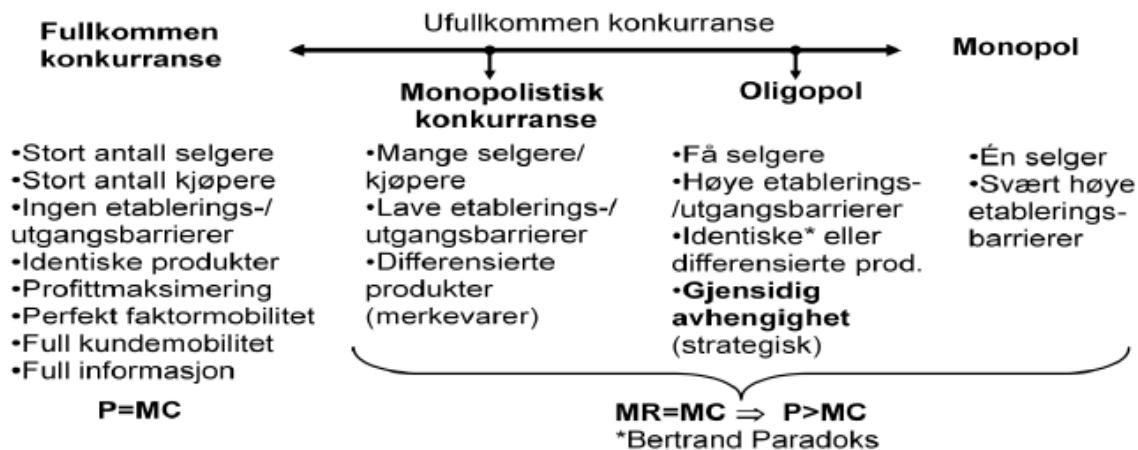 Ufullkommen konkurranse
Fullkommen
konkurranse
•Stort antall selgere
•Stort antall kjøpere
•Ingen etablerings-/
utgangsbarrierer
•Identiske produkter
•Profittmaksimering
•Perfekt faktormobilitet
•Full kundemobilitet
•Full informasjon
P=MC
Monopolistisk
konkurranse
•Mange selgere/
kjøpere
•Lave etablerings-/
utgangsbarrierer
•Differensierte
produkter
(merkevarer)
Oligopol
•Få selgere
•Høye etablerings-
/utgangsbarrierer
•Identiske* eller
differensierte prod.
•Gjensidig
avhengighet
(strategisk)
Monopol
•Én selger
•Svært høye
etablerings-
barrierer
MR=MC ⇒ P>MC
*Bertrand Paradoks